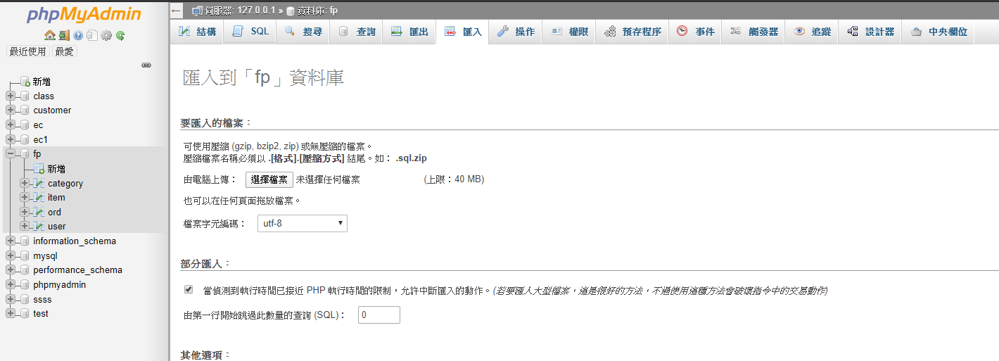 phpMyAdmin
最近使用 最愛
新增
class
customer
ec
ec1
fp
新增
category
item
ord
user
information_schema
mysql
performance_schema
phpmyadmin
ssss
test
← 伺服器: 127.0.0.1 » 資料庫: fp
結構 SQL 搜尋 查詢 匯出 匯入 操作 權限 預存程序 事件 觸發器 追蹤 設計器 中央欄位
匯入到「fp」資料庫
要匯入的檔案：
可使用壓縮 (gzip, bzip2, zip) 或無壓縮的檔案。
壓縮檔案名稱必須以 .[格式].[壓縮方式] 結尾。如： .sql.zip
由電腦上傳： 選擇檔案 未選擇任何檔案 (上限：40 MB)
也可以在任何頁面拖放檔案。
檔案字元編碼： utf-8
部分匯入：
當偵測到執行時間已接近 PHP 執行時間的限制，允許中斷匯入的動作。(若要匯入大型檔案，這是很好的方法，不過使用這種方法會破壞指令中的交易動作)
由第一行開始跳過此數量的查詢 (SQL)： 0
其他選項：